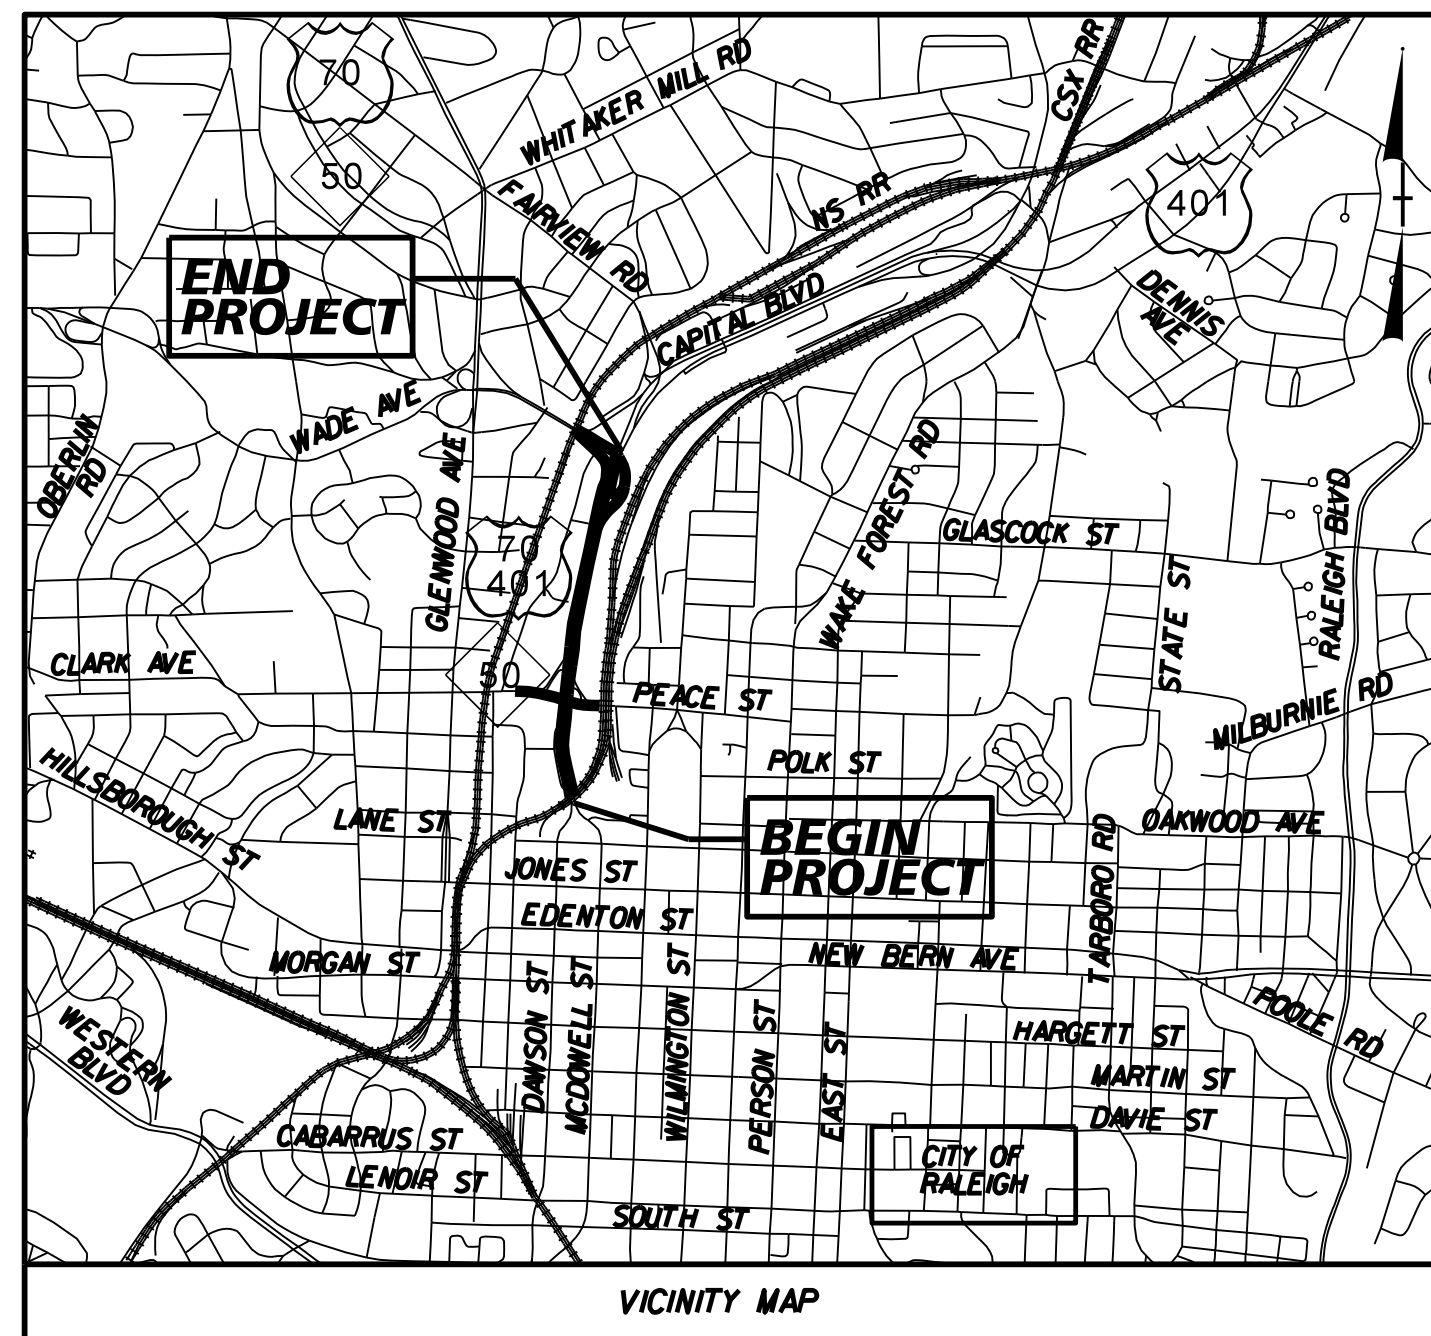 70
50
WHITAKER MILL RD
CSX RR
FAIRVIEW RD
NS RR
401
END
PROJECT
CAPITAL BLVD
DENNIS
AVE
WADE AVE
OBERLIN
RD
GLENWOOD AVE
WAKE FOREST RD
GLASCOCK ST
RALEIGH BLVD
70
401
STATE ST
CLARK AVE
50
PEACE ST
MILBURNIE RD
HILLSBOROUGH ST
POLK ST
LANE ST
BEGIN
PROJECT
OAKWOOD AVE
TARBORO RD
JONES ST
EDENTON ST
MORGAN ST
NEW BERN AVE
WESTERN
BLVD
DAWSON ST
MCDOWELL ST
WILMINGTON ST
PERSON ST
EAST ST
HARGETT ST
POOLE RD
MARTIN ST
DAVIE ST
CABARRUS ST
LENOIR ST
CITY OF
RALEIGH
SOUTH ST
VICINITY MAP